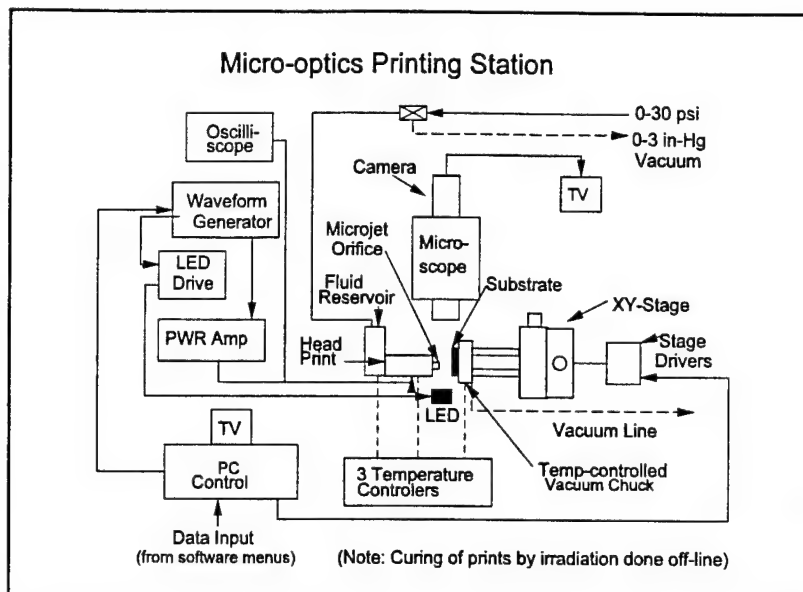 Micro-optics Printing Station
Oscilli-
scope
0-30 psi
0-3 in-Hg
Vacuum
Camera
TV
Waveform
Generator
Microjet
Orifice
Micro-
scope
LED
Drive
Fluid
Reservoir
Substrate
XY-Stage
PWR Amp
Head
Print
Stage
Drivers
LED
Vacuum Line
TV
PC
Control
3 Temperature
Controlers
Temp-controlled
Vacuum Chuck
Data Input
(from software menus)
(Note: Curing of prints by irradiation done off-line)